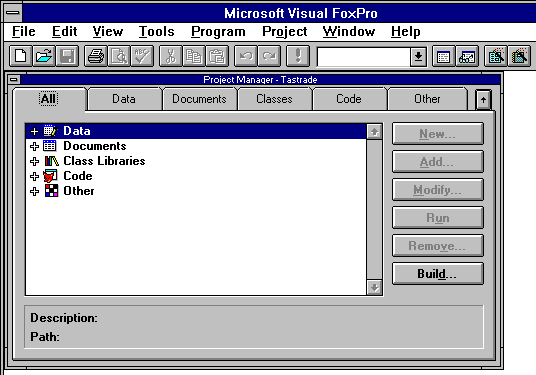 Microsoft Visual FoxPro
File Edit View Tools Program Project Window Help
Project Manager - Tastrade
All Data Documents Classes Code Other
Data
Documents
Class Libraries
Code
Other
New...
Add...
Modify...
Run
Remove...
Build...
Description:
Path: